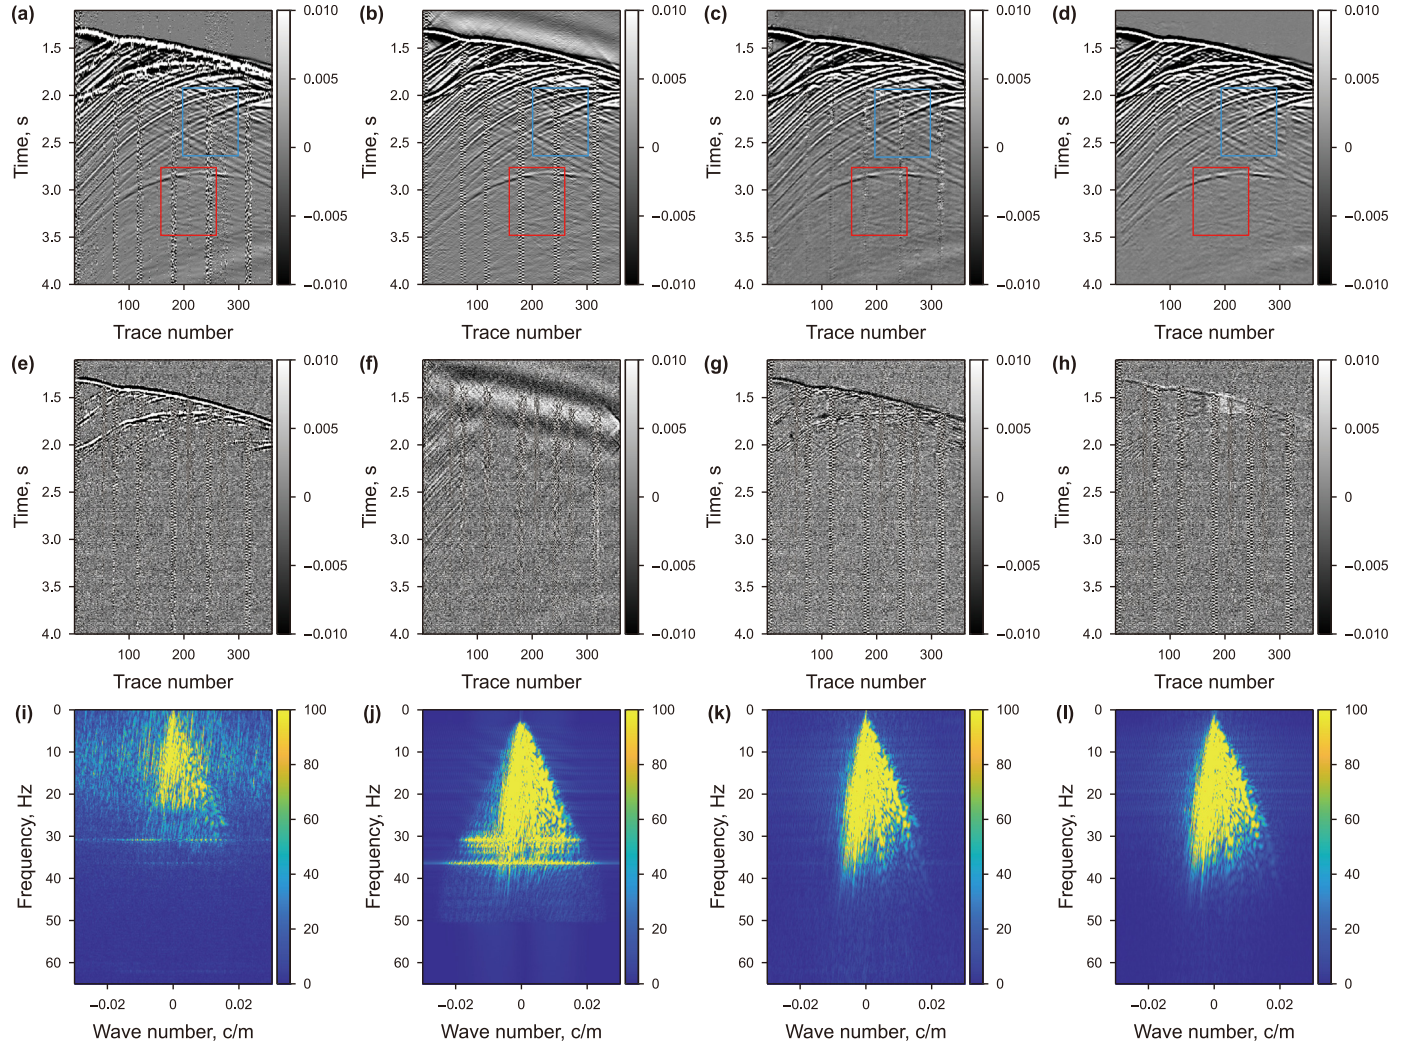 (a) (b) (c) (d)
0.010 0.010 0.010 0.010
1.5 1.5 1.5 1.5
0.005 0.005 0.005 0.005
2.0 2.0 2.0 2.0
Time, s Time, s Time, s Time, s
2.5 0 2.5 0 2.5 0 2.5 0
3.0 3.0 3.0 3.0
−0.005 −0.005 −0.005 −0.005
3.5 3.5 3.5 3.5
4.0 −0.010 4.0 −0.010 4.0 −0.010 4.0 −0.010
100 200 300 100 200 300 100 200 300 100 200 300
Trace number Trace number Trace number Trace number
(e) (f) (g) (h)
0.010 0.010 0.010 0.010
1.5 1.5 1.5 1.5
0.005 0.005 0.005 0.005
2.0 2.0 2.0 2.0
Time, s Time, s Time, s Time, s
2.5 0 2.5 0 2.5 0 2.5 0
3.0 3.0 3.0 3.0
−0.005 −0.005 −0.005 −0.005
3.5 3.5 3.5 3.5
4.0 −0.010 4.0 −0.010 4.0 −0.010 4.0 −0.010
100 200 300 100 200 300 100 200 300 100 200 300
Trace number Trace number Trace number Trace number
(i) (j) (k) (l)
0 100 0 100 0 100 0 100
10 80 10 80 10 80 10 80
20 20 20 20
60 60 60 60
Frequency, Hz Frequency, Hz Frequency, Hz Frequency, Hz
30 30 30 30
40 40 40 40 40 40 40 40
50 20 50 20 50 20 50 20
60 60 60 60
0 0 0 0
−0.02 0 0.02 −0.02 0 0.02 −0.02 0 0.02 −0.02 0 0.02
Wave number, c/m Wave number, c/m Wave number, c/m Wave number, c/m